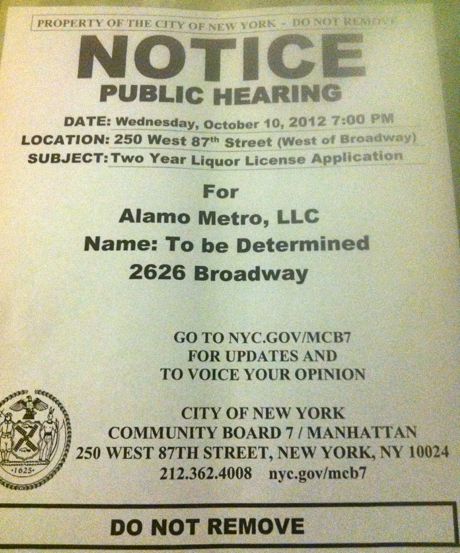 PROPERTY OF THE CITY OF NEW YORK - DO NOT REMOVE
NOTICE
PUBLIC HEARING
DATE: Wednesday, October 10, 2012 7:00 PM
LOCATION: 250 West 87th Street (West of Broadway)
SUBJECT: Two Year Liquor License Application
For
Alamo Metro, LLC
Name: To be Determined
2626 Broadway
GO TO NYC.GOV/MCB7
FOR UPDATES AND
TO VOICE YOUR OPINION
CITY OF NEW YORK
COMMUNITY BOARD 7 / MANHATTAN
250 WEST 87TH STREET, NEW YORK, NY 10024
212.362.4008 nyc.gov/mcb7
1625
DO NOT REMOVE